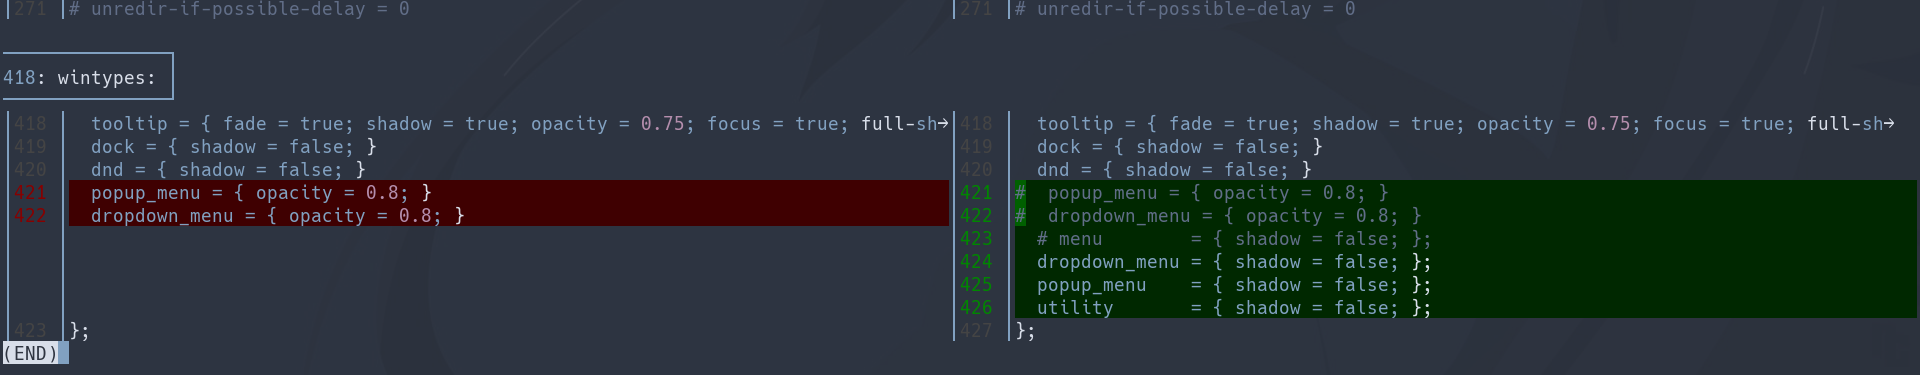 271 # unredir-if-possible-delay = 0 271 # unredir-if-possible-delay = 0
418: wintypes:
418   tooltip = { fade = true; shadow = true; opacity = 0.75; focus = true; full-sh→ 418   tooltip = { fade = true; shadow = true; opacity = 0.75; focus = true; full-sh→
419   dock = { shadow = false; } 419   dock = { shadow = false; }
420   dnd = { shadow = false; } 420   dnd = { shadow = false; }
421   popup_menu = { opacity = 0.8; } 421 #  popup_menu = { opacity = 0.8; }
422   dropdown_menu = { opacity = 0.8; } 422 #  dropdown_menu = { opacity = 0.8; }
423   # menu        = { shadow = false; };
424   dropdown_menu = { shadow = false; };
425   popup_menu    = { shadow = false; };
426   utility       = { shadow = false; };
423 }; 427 };
(END)